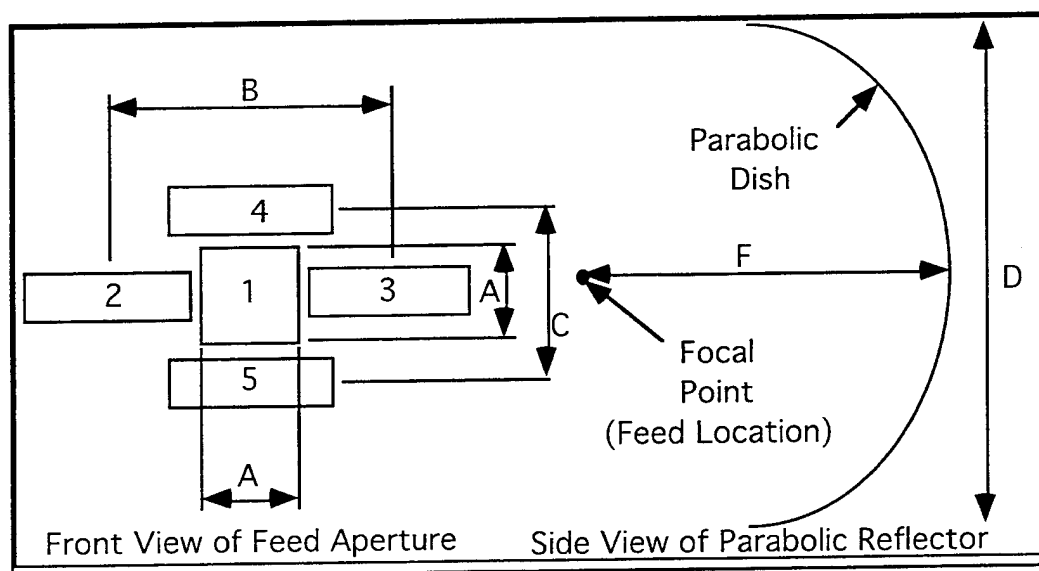 B
4
2
1
3
A
C
5
A
Front View of Feed Aperture
Parabolic
Dish
F
D
Focal
Point
(Feed Location)
Side View of Parabolic Reflector